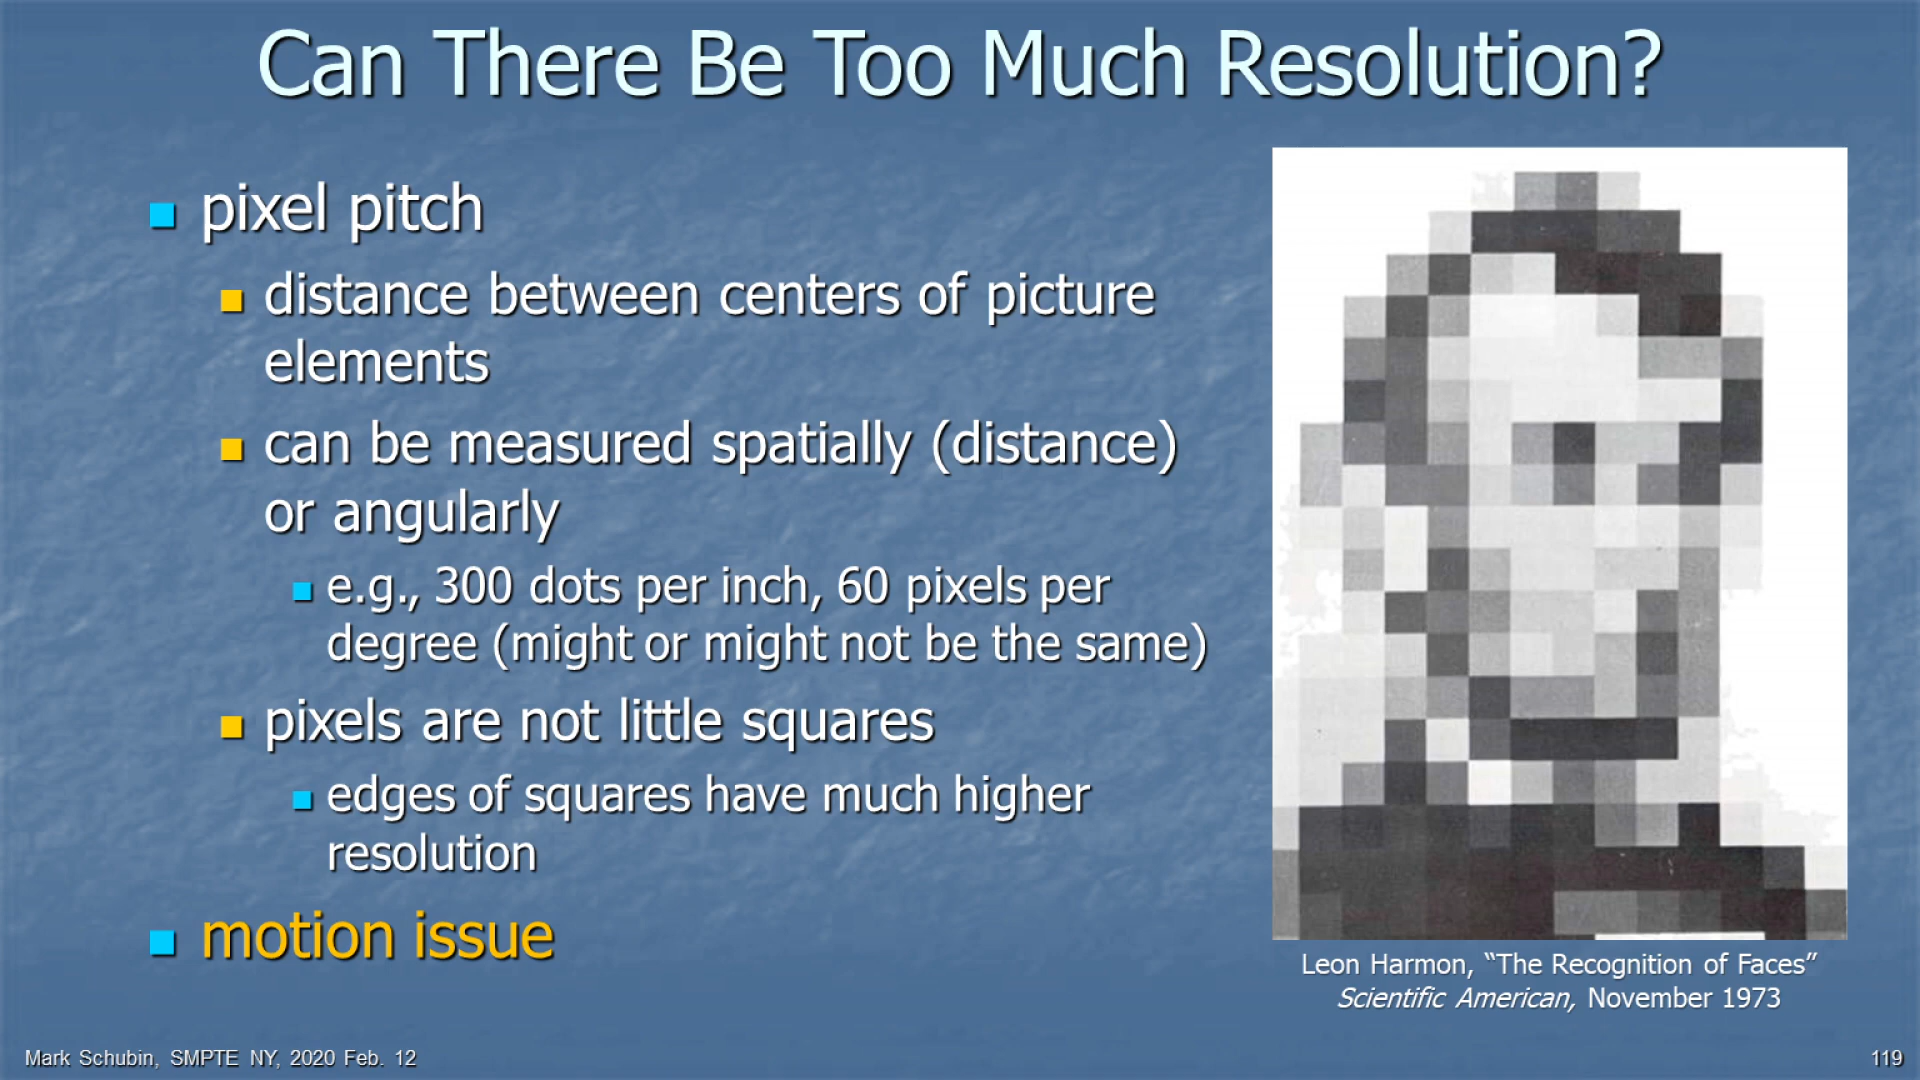 Can There Be Too Much Resolution?
pixel pitch
distance between centers of picture
elements
can be measured spatially (distance)
or angularly
e.g., 300 dots per inch, 60 pixels per
degree (might or might not be the same)
pixels are not little squares
edges of squares have much higher
resolution
motion issue
Leon Harmon, “The Recognition of Faces”
Scientific American, November 1973
Mark Schubin, SMPTE NY, 2020 Feb. 12
119